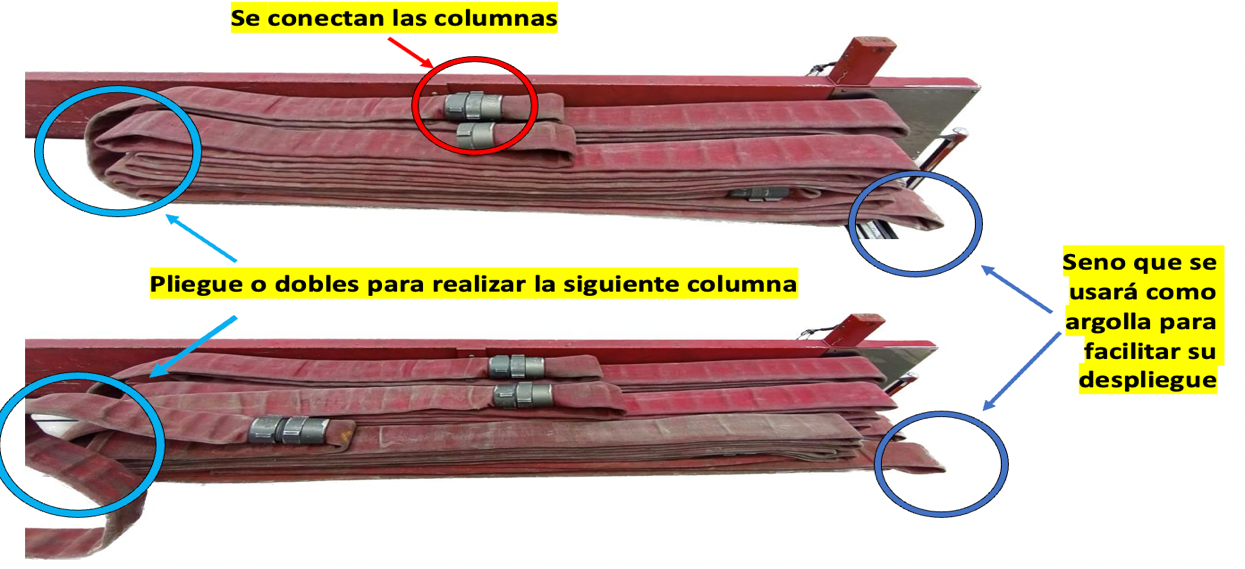 Se conectan las columnas
Pliegue o dobles para realizar la siguiente columna
Seno que se
usará como
argolla para
facilitar su
despliegue